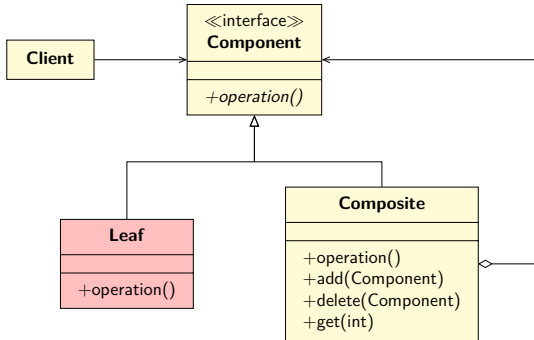 ≪interface≫
Component
Client
+operation()
Leaf
+operation()
Composite
+operation()
+add(Component)
+delete(Component)
+get(int)